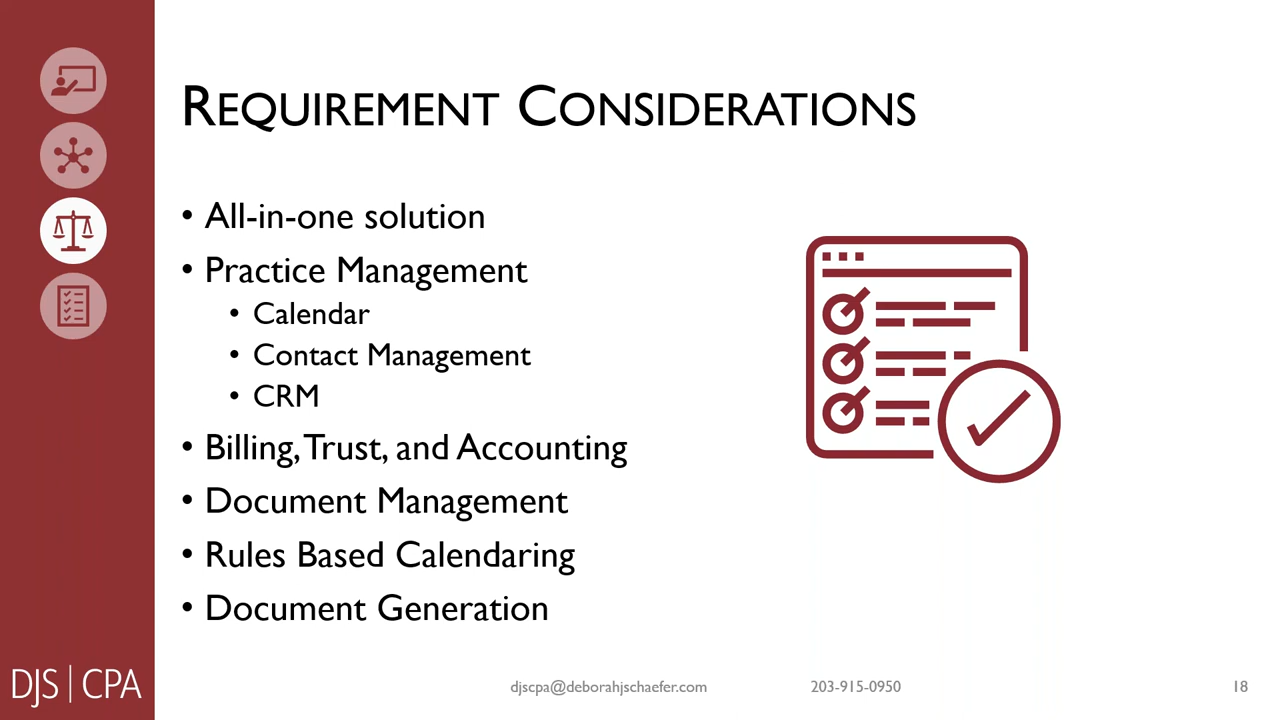 Requirement Considerations
• All-in-one solution
• Practice Management
• Calendar
• Contact Management
• CRM
• Billing, Trust, and Accounting
• Document Management
• Rules Based Calendaring
• Document Generation
DJS|CPA
djscpa@deborahjschaefer.com
203-915-0950
18